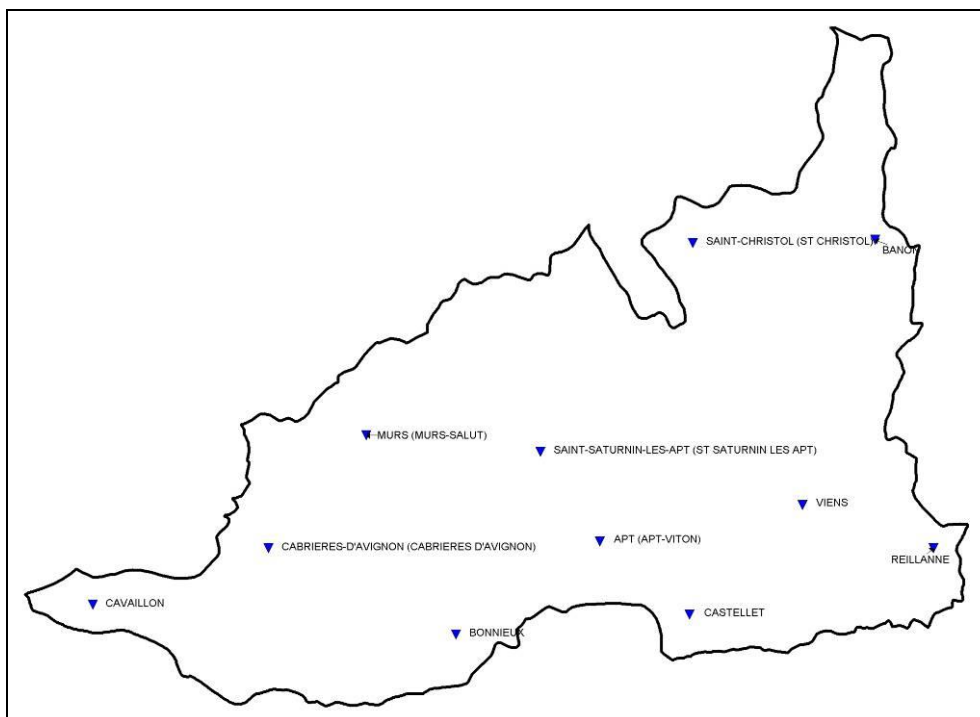 SAINT-CHRISTOL (ST CHRISTOL)
BANON
MURS (MURS-SALUT)
SAINT-SATURNIN-LES-APT (ST SATURNIN LES APT)
VIENS
CABRIERES-D'AVIGNON (CABRIERES D'AVIGNON)
APT (APT-VITON)
REILLANNE
CAVAILLON
CASTELLET
BONNIEUX